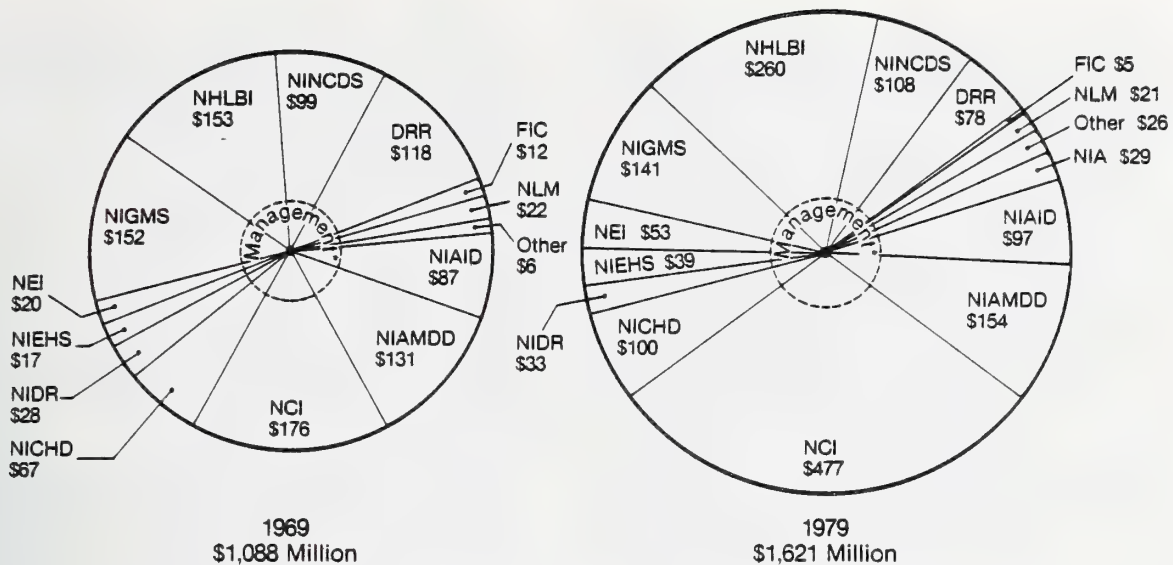 NHLBI
$153
NINCDS
$99
DRR
$118
FIC
$12
NLM
$22
Other
$6
NIAID
$87
NIAMDD
$131
NCI
$176
NICHD
$67
NIDR
$28
NIEHS
$17
NEI
$20
NIGMS
$152
Management
1969
$1,088 Million
NHLBI
$260
NINCDS
$108
DRR
$78
FIC $5
NLM $21
Other $26
NIA $29
NIAID
$97
NIAMDD
$154
NCI
$477
NICHD
$100
NIDR
$33
NIEHS $39
NEI $53
NIGMS
$141
Management
1979
$1,621 Million